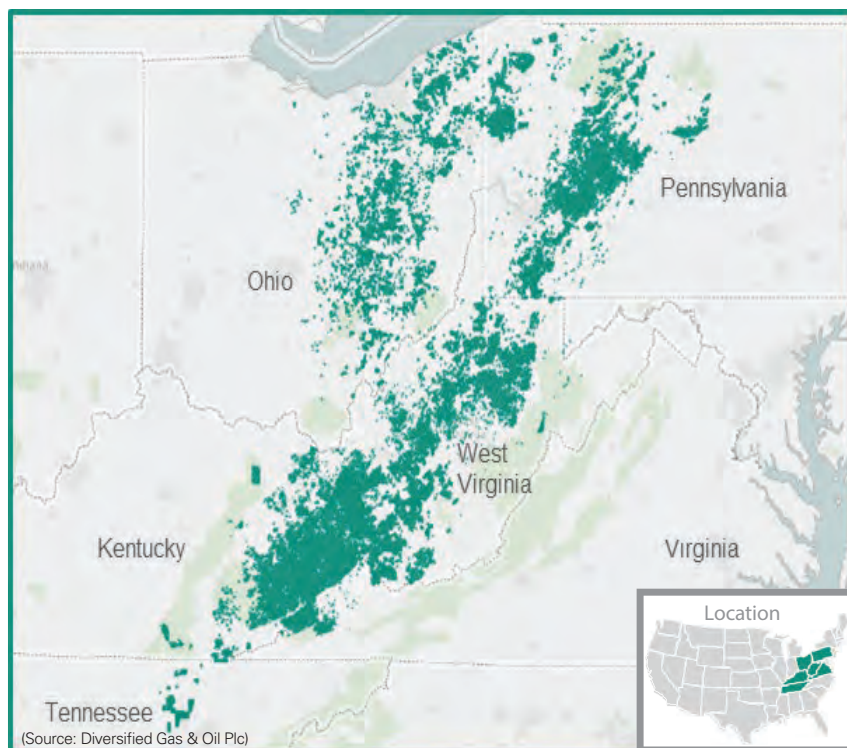 Pennsylvania
Ohio
West
Virginia
Kentucky
Virginia
Location
Tennessee
(Source: Diversified Gas & Oil Plc)